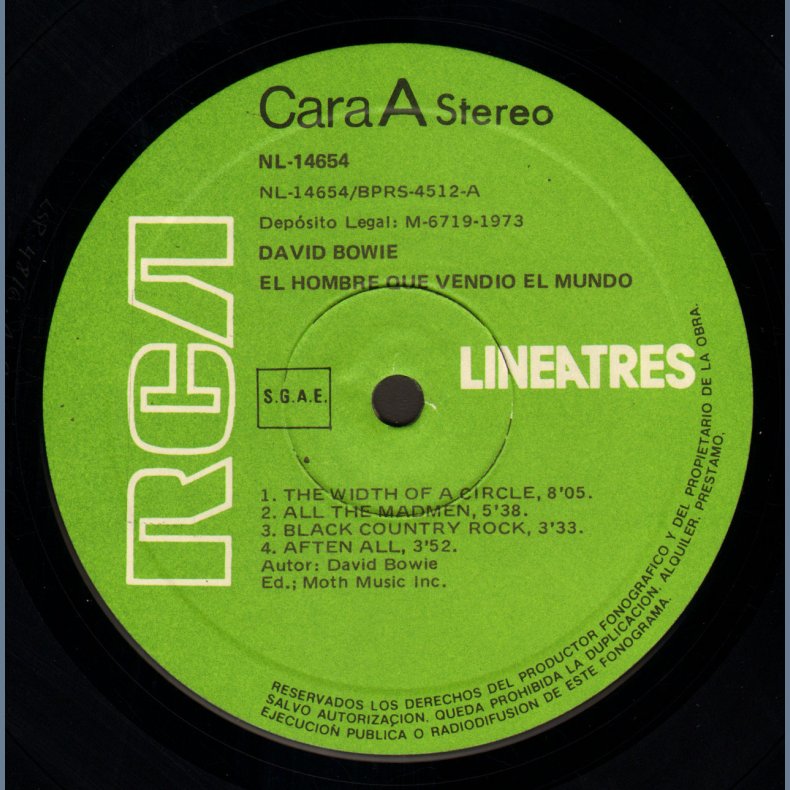 Cara A Stereo
NL-14654
NL-14654/BPRS-4512-A
Depósito Legal: M-6719-1973
DAVID BOWIE
EL HOMBRE QUE VENDIO EL MUNDO
RCA
LINEATRES
S.G.A.E.
1. THE WIDTH OF A CIRCLE, 8'05.
2. ALL THE MADMEN, 5'38.
3. BLACK COUNTRY ROCK, 3'33.
4. AFTEN ALL, 3'52.
Autor: David Bowie
Ed.; Moth Music Inc.
RESERVADOS LOS DERECHOS DEL PRODUCTOR FONOGRAFICO Y DEL PROPIETARIO DE LA OBRA.
SALVO AUTORIZACION. QUEDA PROHIBIDA LA DUPLICACION. ALQUILER. PRESTAMO,
EJECUCION PUBLICA O RADIODIFUSION DE ESTE FONOGRAMA.